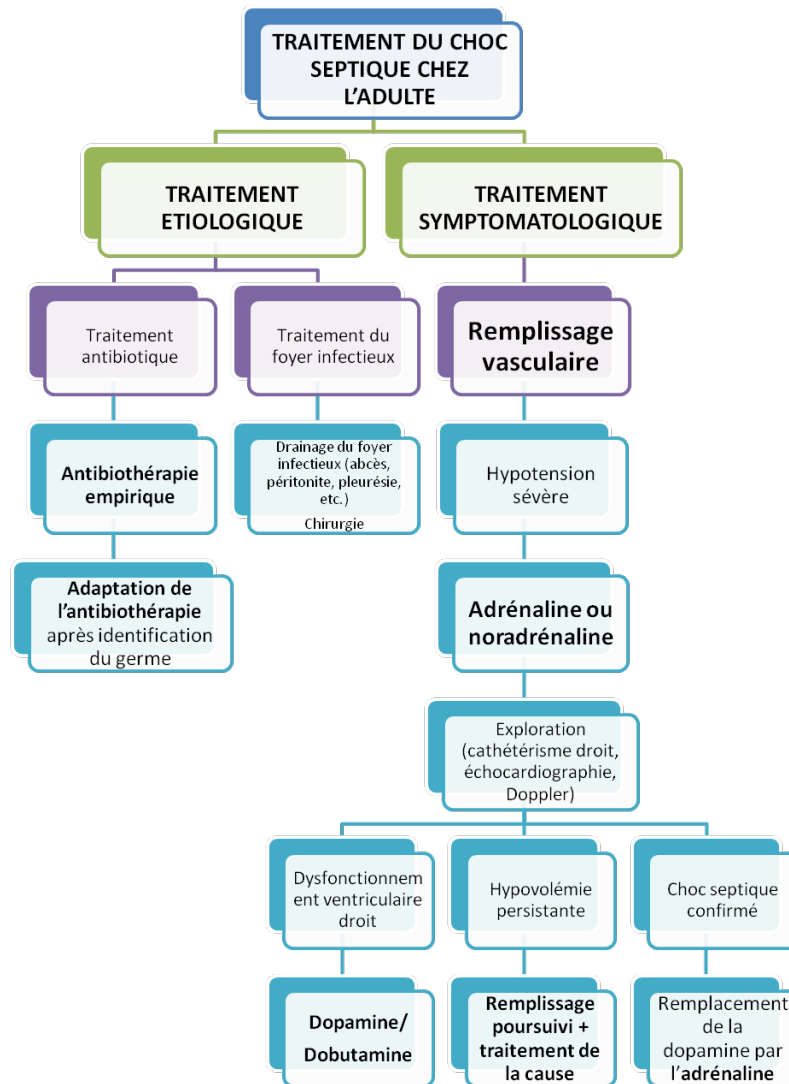 TRAITEMENT DU CHOC
SEPTIQUE CHEZ
L’ADULTE
TRAITEMENT
ETIOLOGIQUE
TRAITEMENT
SYMPTOMATOLOGIQUE
Traitement
antibiotique
Traitement du
foyer infectieux
Remplissage
vasculaire
Antibiothérapie
empirique
Drainage du foyer
infectieux (abcès,
péritonite, pleurésie,
etc.)
Chirurgie
Hypotension
sévère
Adaptation de
l’antibiothérapie
après identification
du germe
Adrénaline ou
noradrénaline
Exploration
(cathétérisme droit,
échocardiographie,
Doppler)
Dysfonctionnem
ent ventriculaire
droit
Hypovolémie
persistante
Choc septique
confirmé
Dopamine/
Dobutamine
Remplissage
poursuivi +
traitement de
la cause
Remplacement
de la
dopamine par
l’adrénaline